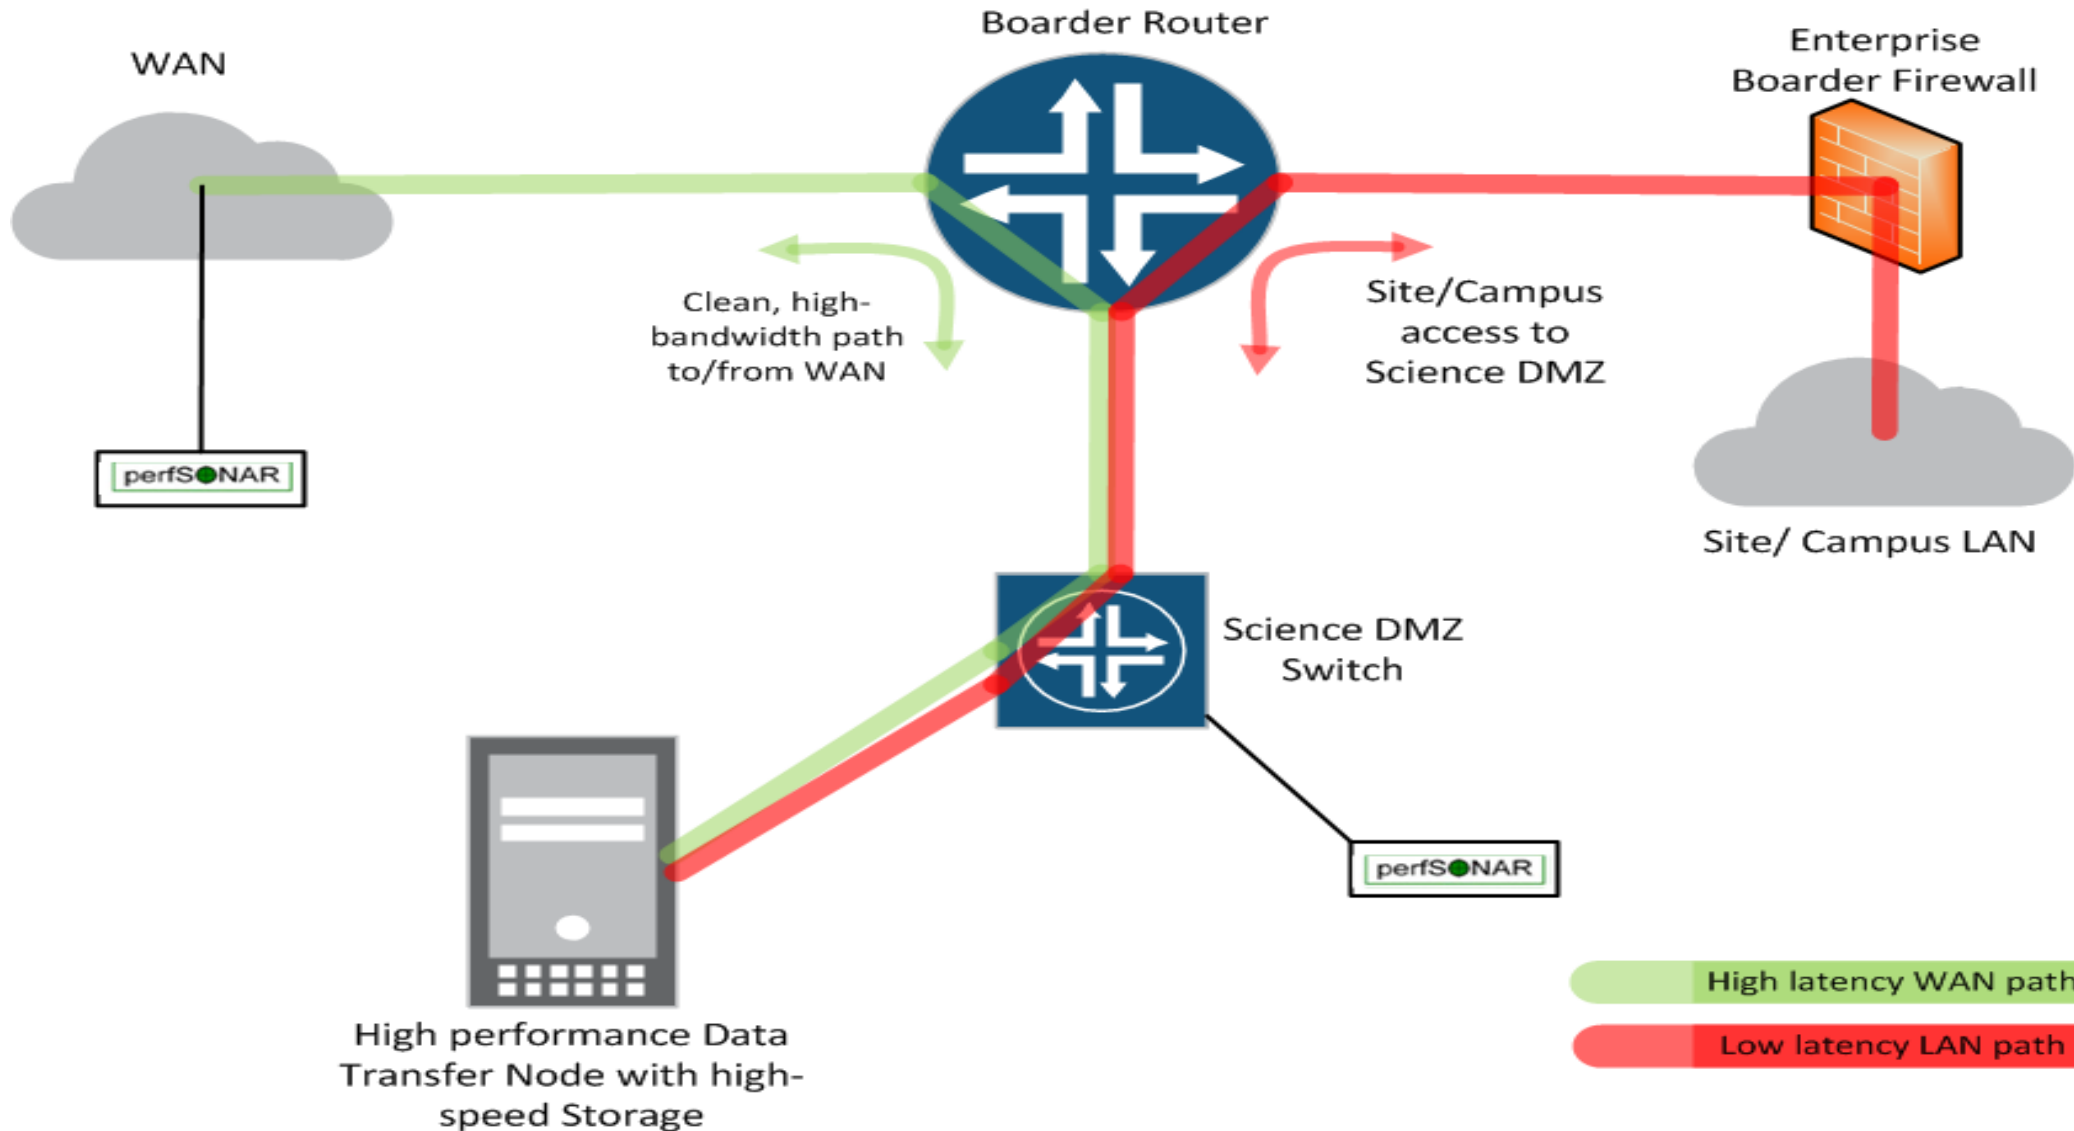 Boarder Router
WAN
Enterprise
Boarder Firewall
Clean, high-
bandwidth path
to/from WAN
Site/Campus
access to
Science DMZ
perfSONAR
Site/ Campus LAN
Science DMZ
Switch
perfSONAR
High latency WAN path
Low latency LAN path
High performance Data
Transfer Node with high-
speed Storage